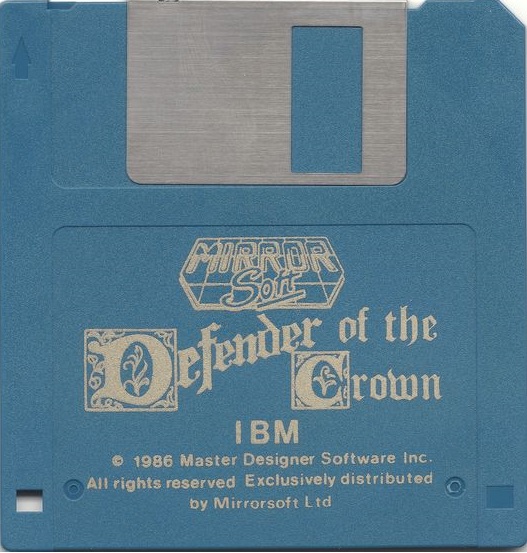 MIRROR
Soft
Defender of the
Crown
IBM
© 1986 Master Designer Software Inc.
All rights reserved Exclusively distributed
by Mirrorsoft Ltd